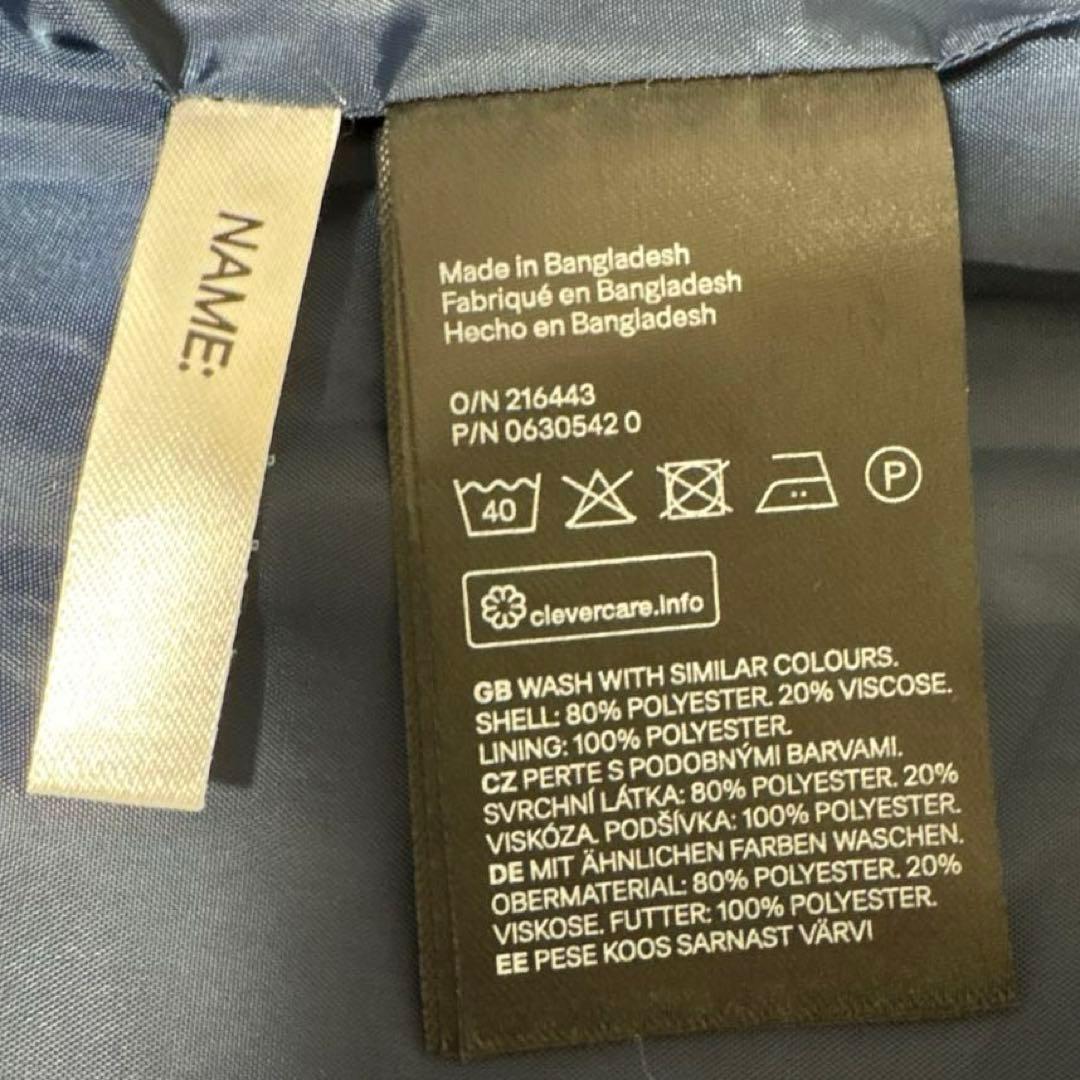 NAME:
Made in Bangladesh
Fabriqué en Bangladesh
Hecho en Bangladesh
O/N 216443
P/N 0630542 0
40
P
clevercare.info
GB WASH WITH SIMILAR COLOURS.
SHELL: 80% POLYESTER. 20% VISCOSE.
LINING: 100% POLYESTER.
CZ PERTE S PODOBNÝMI BARVAMI.
SVRCHNÍ LÁTKA: 80% POLYESTER. 20%
VISKÓZA. PODŠÍVKA: 100% POLYESTER.
DE MIT ÄHNLICHEN FARBEN WASCHEN.
OBERMATERIAL: 80% POLYESTER. 20%
VISKOSE. FUTTER: 100% POLYESTER.
EE PESE KOOS SARNAST VÄRVI